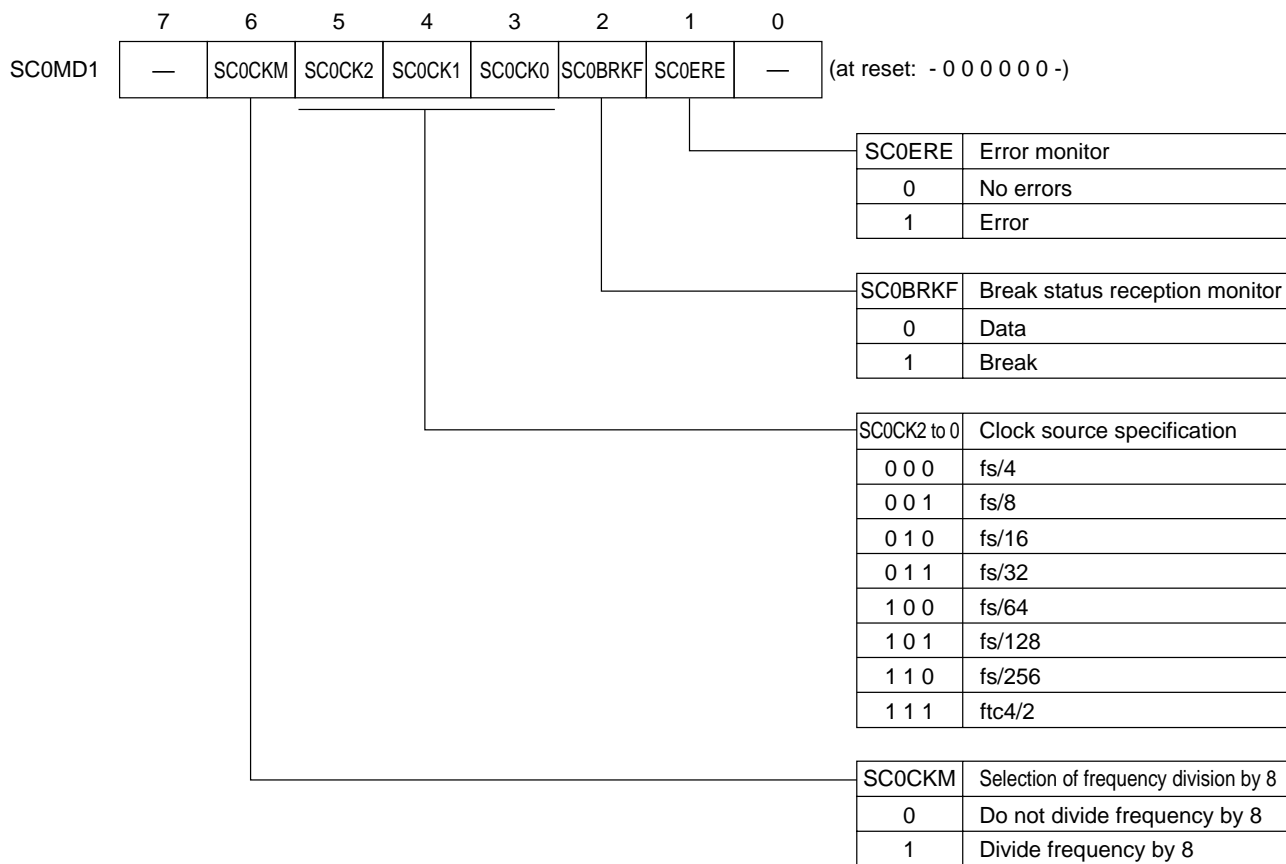 7 6 5 4 3 2 1 0
SC0MD1 — SC0CKM SC0CK2 SC0CK1 SC0CK0 SC0BRKF SC0ERE — (at reset: - 0 0 0 0 0 0 -)
SC0ERE Error monitor
0 No errors
1 Error
SC0BRKF Break status reception monitor
0 Data
1 Break
SC0CK2 to 0 Clock source specification
0 0 0 fs/4
0 0 1 fs/8
0 1 0 fs/16
0 1 1 fs/32
1 0 0 fs/64
1 0 1 fs/128
1 1 0 fs/256
1 1 1 ftc4/2
SC0CKM Selection of frequency division by 8
0 Do not divide frequency by 8
1 Divide frequency by 8